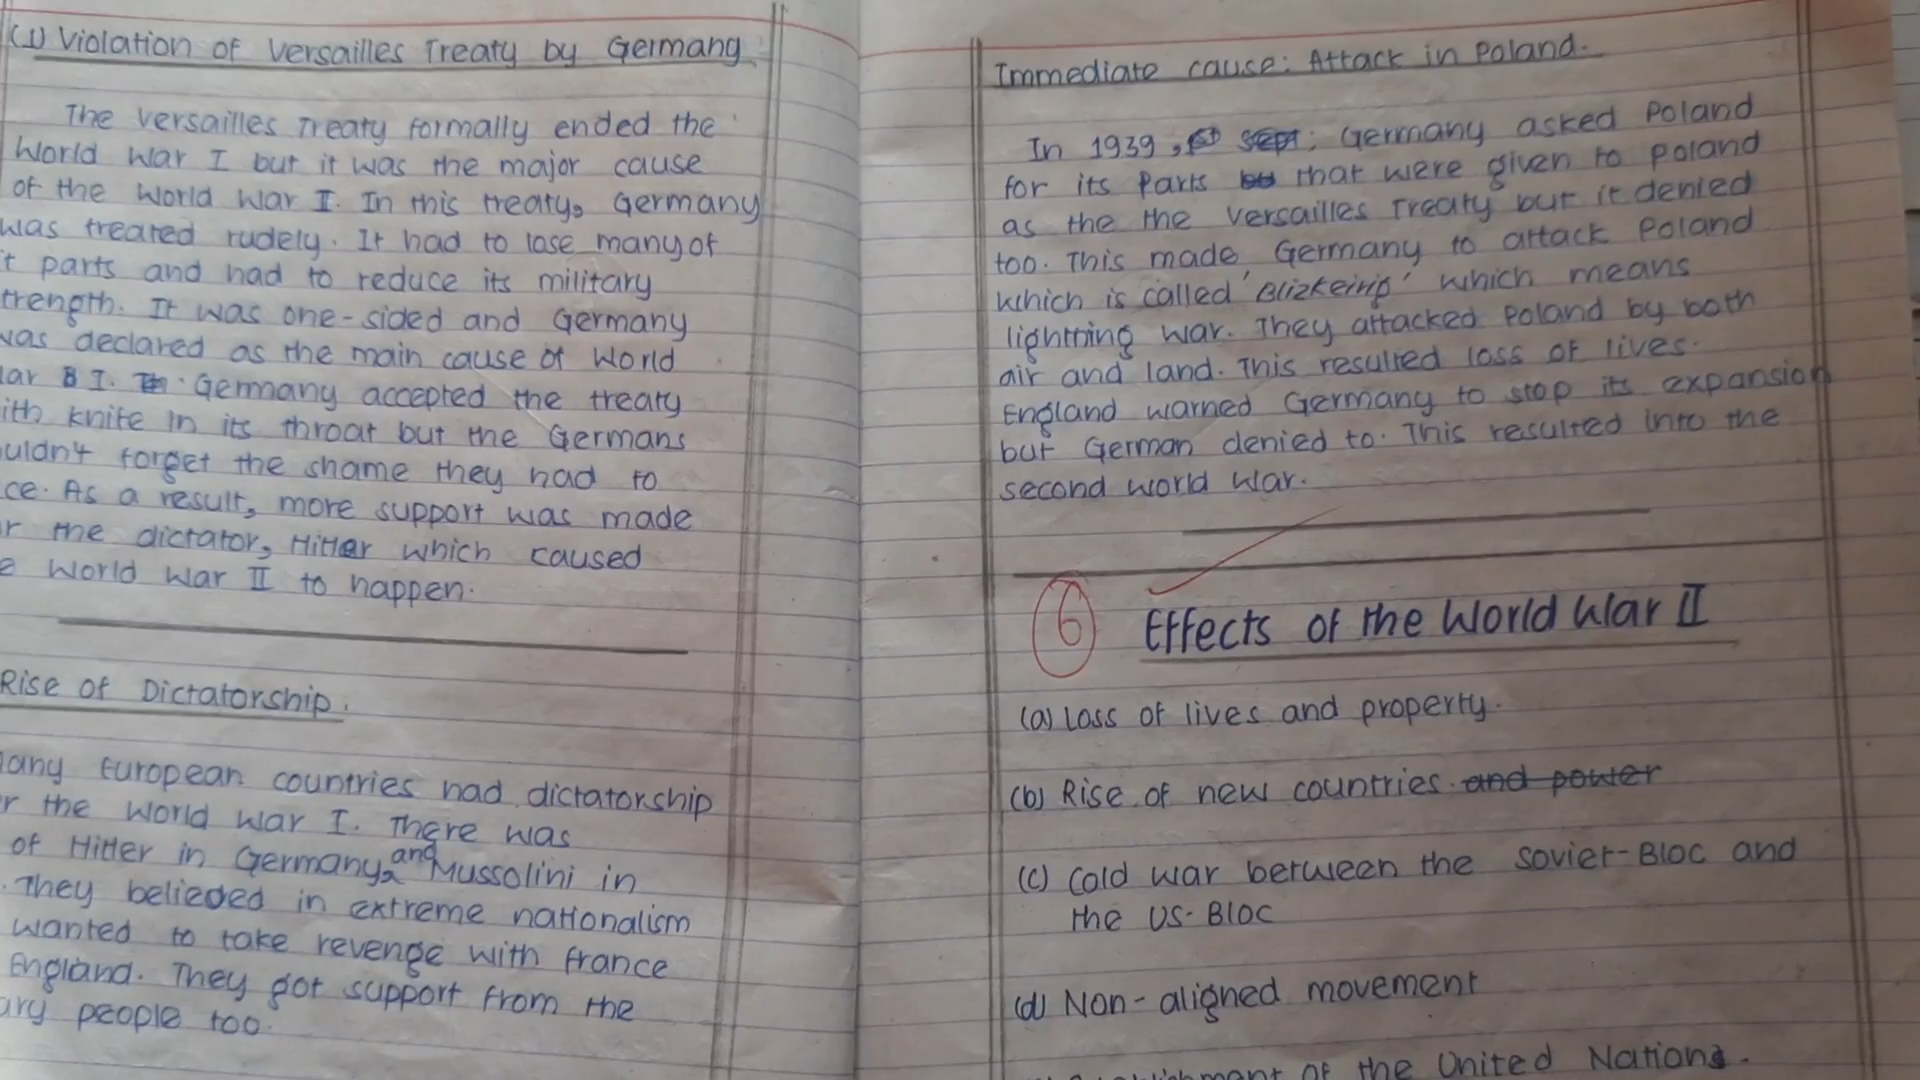 (1) Violation of Versailles Treaty by Germany
The Versailles Treaty formally ended the
World War I but it was the major cause
of the World War II. In this treaty, Germany
was treated rudely. It had to lose many of
t parts and had to reduce its military
trength. It was one-sided and Germany
was declared as the main cause of World
lar I. Germany accepted the treaty
ith knife in its throat but the Germans
uldn't forget the shame they had to
ce. As a result, more support was made
r the dictator, Hitler which caused
e World War II to happen.
Rise of Dictatorship.
any European countries had dictatorship
r the World War I. There was
of Hitler in Germany, and Mussolini in
. They believed in extreme nationalism
wanted to take revenge with France
England. They got support from the
ary people too.
Immediate cause: Attack in Poland.
In 1939, Sept; Germany asked Poland
for its parts that were given to Poland
as the the Versailles Treaty but it denied
too. This made Germany to attack Poland
which is called 'Blizkeirig' which means
lightning war. They attacked Poland by both
air and land. This resulted loss of lives.
England warned Germany to stop its expansion
but German denied to. This resulted into the
second World War.
6 Effects of the World War II
(a) Loss of lives and property.
(b) Rise of new countries. and power
(c) Cold war between the Soviet-Bloc and
the US-Bloc
(d) Non-aligned movement
of the United Nations.